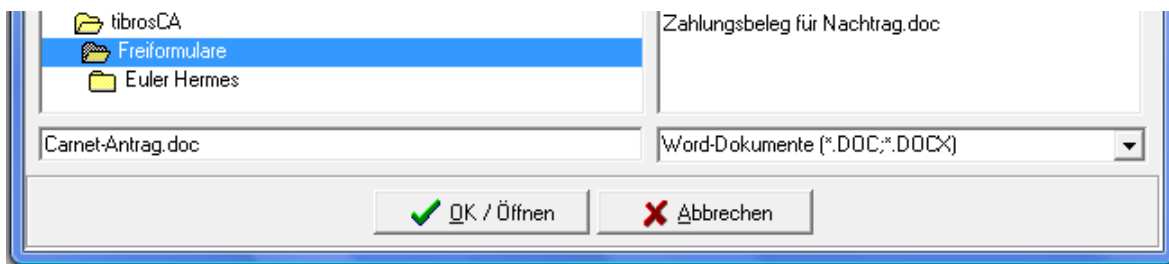 tibrosCA
Zahlungsbeleg für Nachtrag.doc
Freiformulare
Euler Hermes
Carnet-Antrag.doc
Word-Dokumente (*.DOC;*.DOCX)
OK / Öffnen
Abbrechen